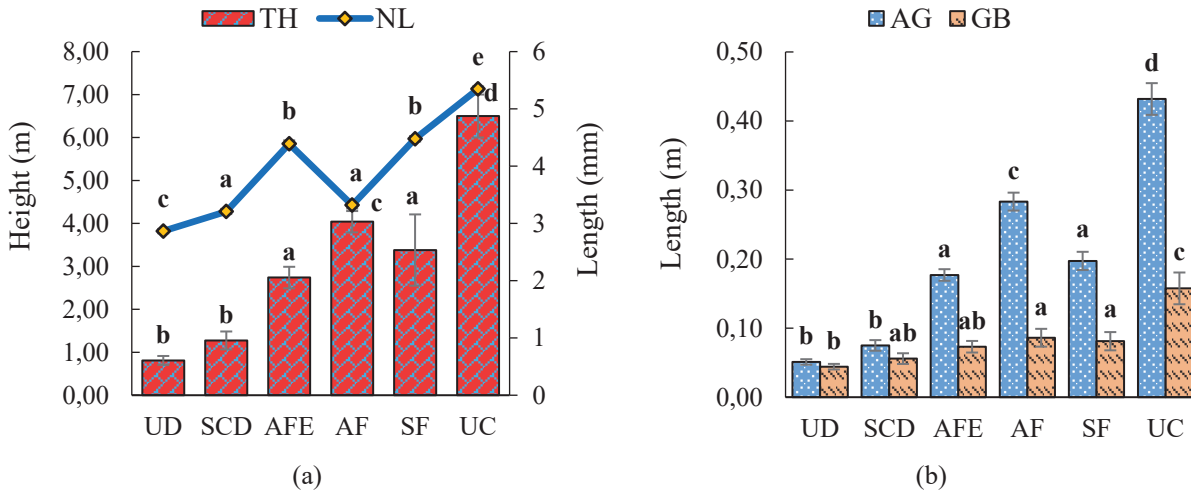 TH NL
8,00
7,00
6,00
5,00
4,00
3,00
2,00
1,00
0,00
Height (m)
6
5
4
3
2
1
0
Length (mm)
c a b a b e
b b a c a d
UD SCD AFE AF SF UC
(a)
AG GB
0,50
0,40
0,30
0,20
0,10
0,00
Length (m)
b b b ab a ab c a a a d c
UD SCD AFE AF SF UC
(b)